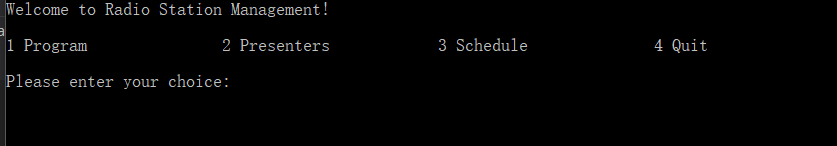 Welcome to Radio Station Management!
1 Program 2 Presenters 3 Schedule 4 Quit
Please enter your choice: